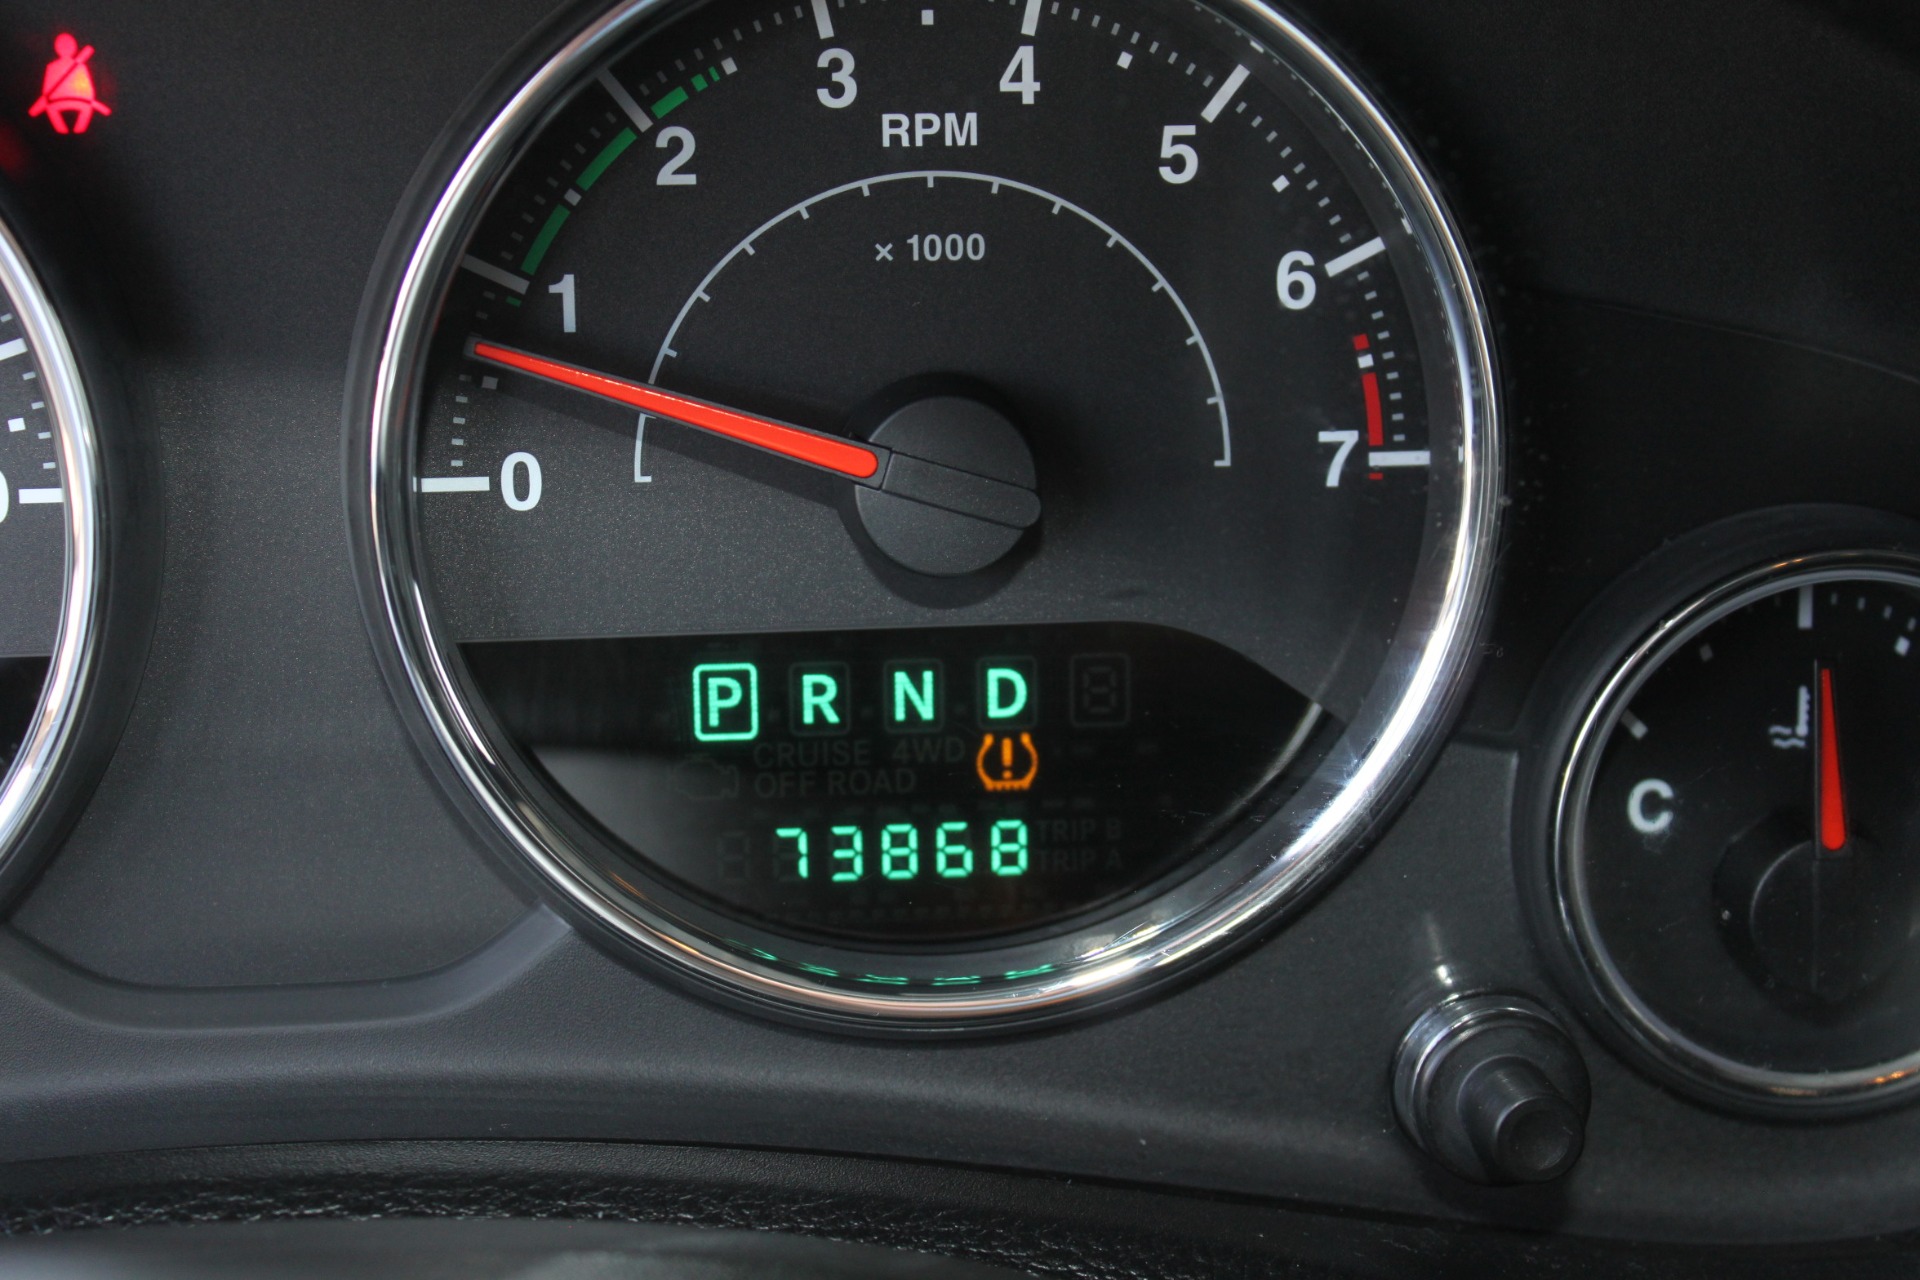 0 1 2 3 4 5 6 7
RPM
× 1000
P R N D
CRUISE 4WD
OFF ROAD
TRIP B
73868
TRIP A
C